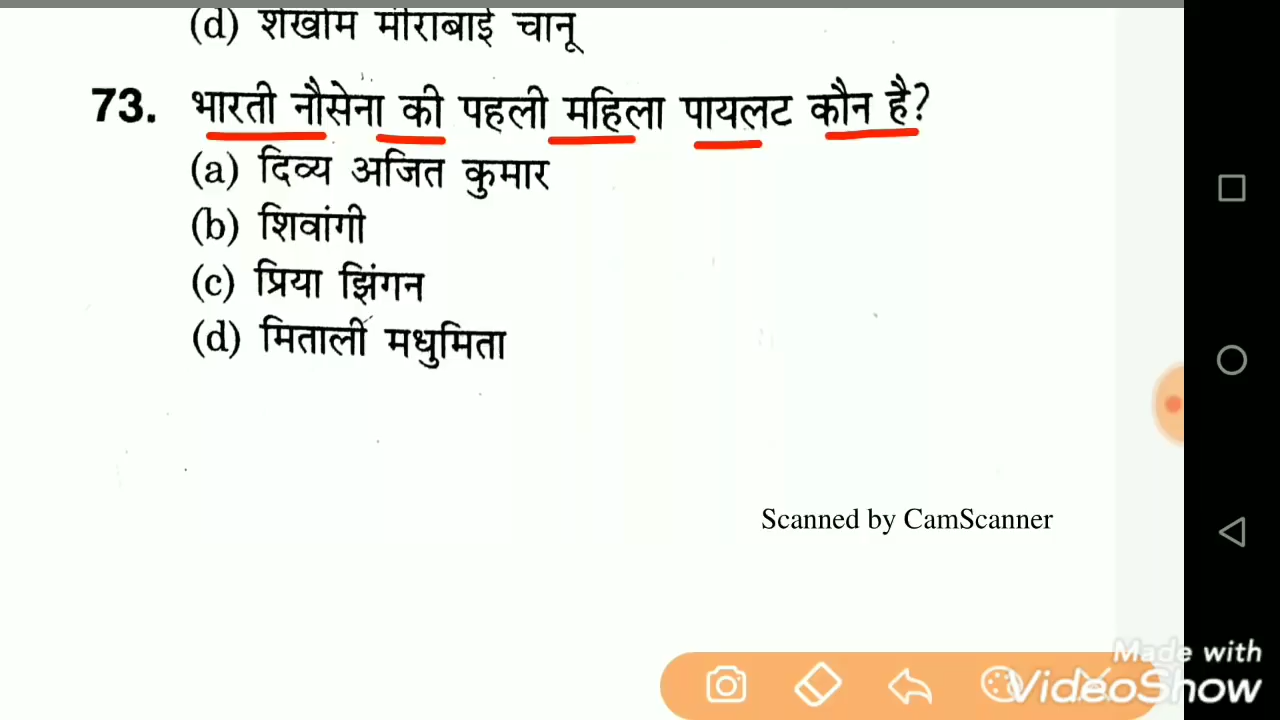 (d) शेखोम मीराबाई चानू
73. भारती नौसेना की पहली महिला पायलट कौन है?
(a) दिव्य अजित कुमार
(b) शिवांगी
(c) प्रिया झिंगन
(d) मिताली मधुमिता
Scanned by CamScanner
Made with
VideoShow